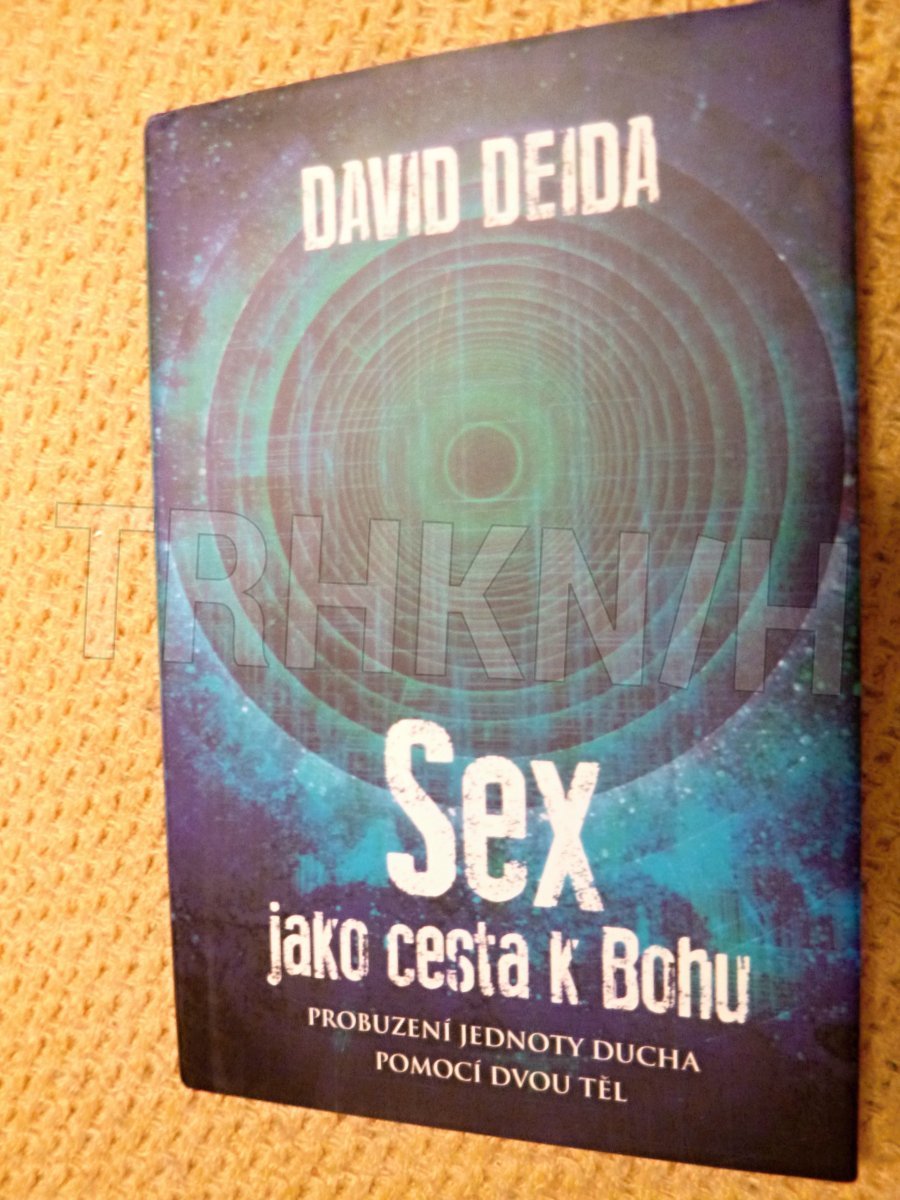 DAVID DEIDA
TRHKNIH
Sex
jako cesta k Bohu
PROBUZENÍ JEDNOTY DUCHA
POMOCÍ DVOU TĚL